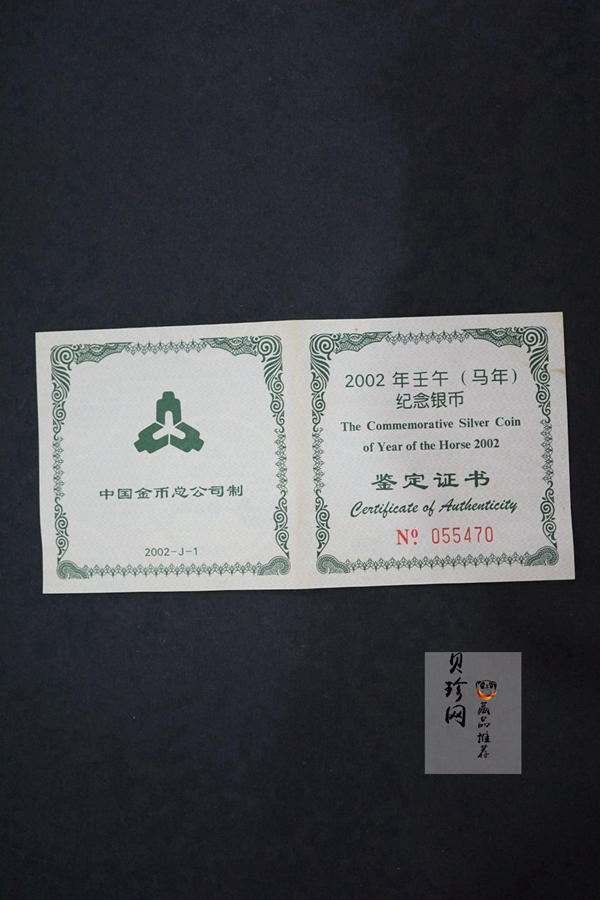 中国金币总公司制
2002-J-1
2002 年壬午（马年）
纪念银币
The Commemorative Silver Coin
of Year of the Horse 2002
鉴定证书
Certificate of Authenticity
Nº 055470
贝珍网
藏品推荐